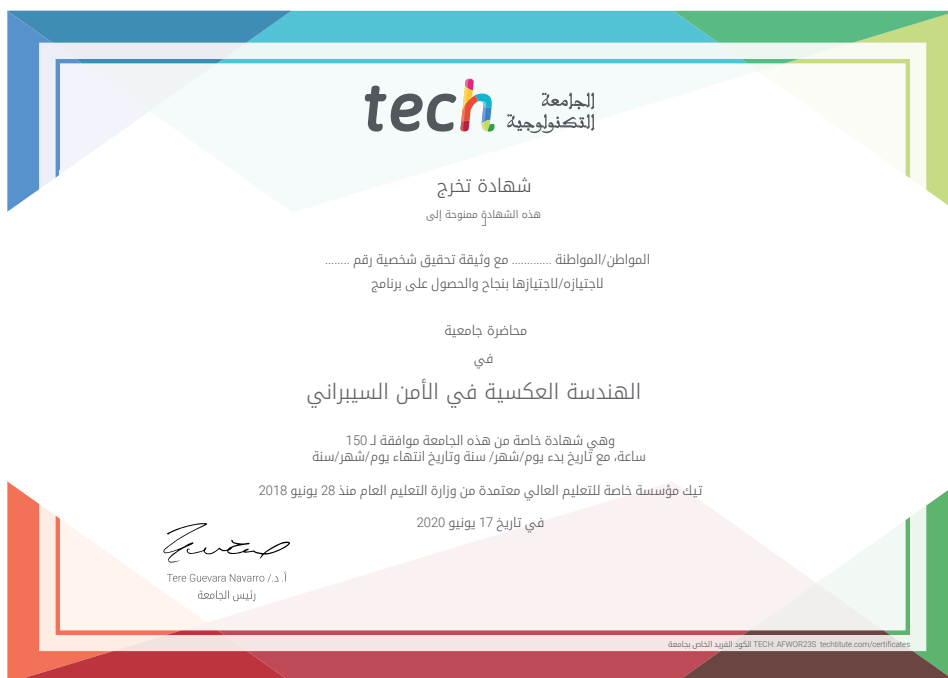 tech الجامعة
التكنولوجية
شهادة تخرج
هذه الشهادة ممنوحة إلى
المواطن/المواطنة ............ مع وثيقة تحقيق شخصية رقم ........
لاجتيازه/لاجتيازها بنجاح والحصول على برنامج
محاضرة جامعية
في
الهندسة العكسية في الأمن السيبراني
وهي شهادة خاصة من هذه الجامعة موافقة لـ 150
ساعة، مع تاريخ بدء يوم/شهر/ سنة وتاريخ انتهاء يوم/شهر/سنة
تيك مؤسسة خاصة للتعليم العالي معتمدة من وزارة التعليم العام منذ 28 يونيو 2018
في تاريخ 17 يونيو 2020
أ. د./ Tere Guevara Navarro
رئيس الجامعة
الكود الفريد الخاص بجامعة TECH: AFWOR23S techtitute.com/certificates